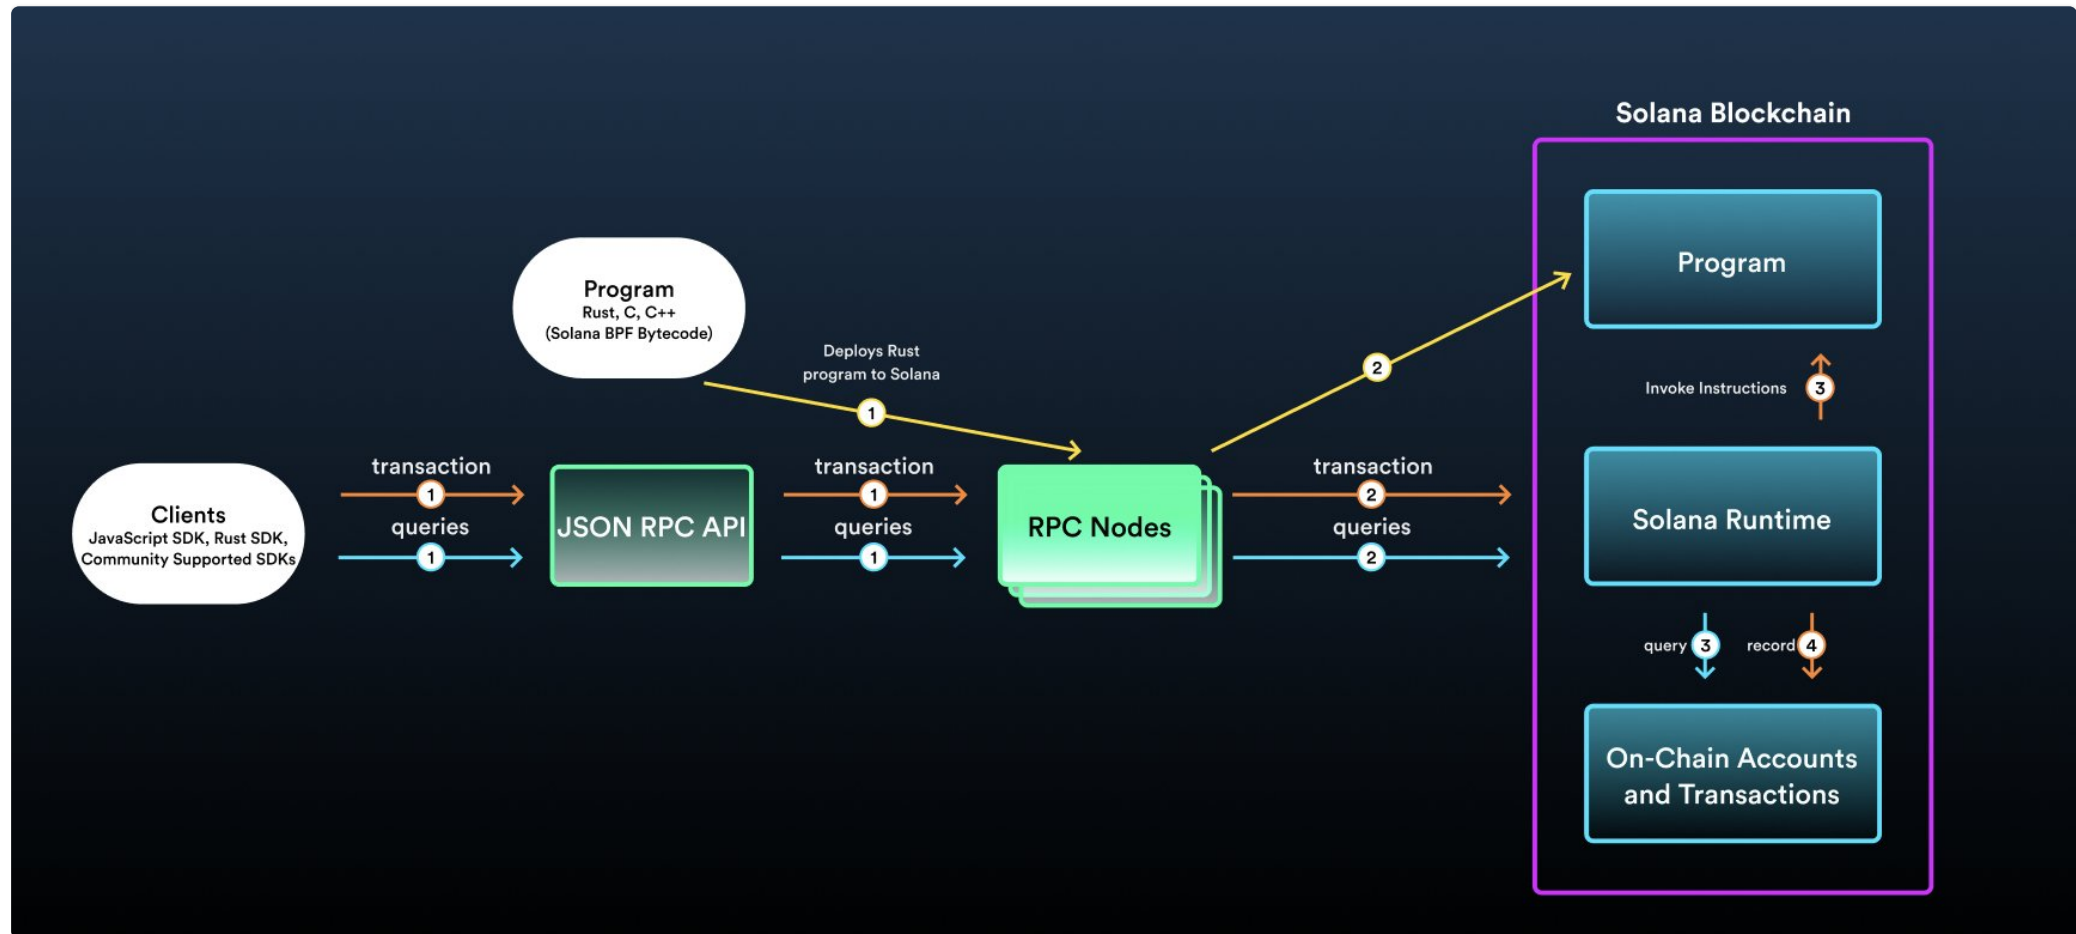 Solana Blockchain
Program
Rust, C, C++
(Solana BPF Bytecode)
Deploys Rust
program to Solana
1
2
Program
Invoke Instructions
3
Clients
JavaScript SDK, Rust SDK,
Community Supported SDKs
transaction
1
queries
1
JSON RPC API
transaction
1
queries
1
RPC Nodes
transaction
2
queries
2
Solana Runtime
query
3
record
4
On-Chain Accounts
and Transactions